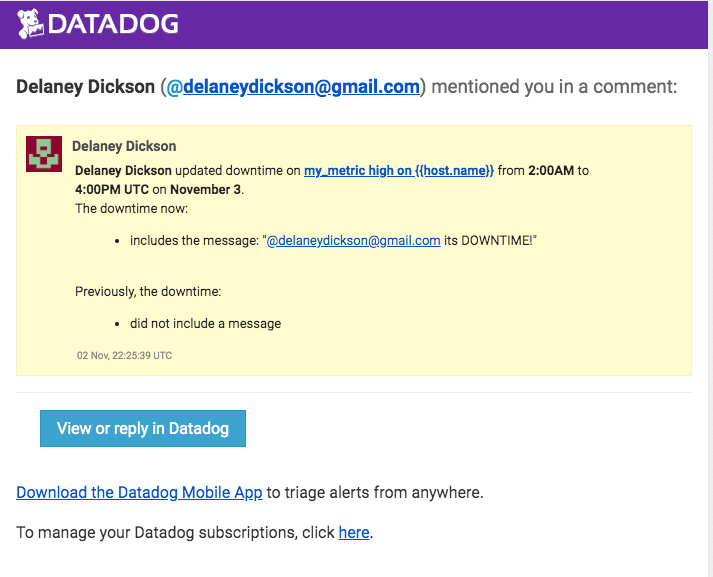 DATADOG
Delaney Dickson (@delaneydickson@gmail.com) mentioned you in a comment:
Delaney Dickson
Delaney Dickson updated downtime on my_metric high on {{host.name}} from 2:00AM to
4:00PM UTC on November 3.
The downtime now:
• includes the message: "@delaneydickson@gmail.com its DOWNTIME!"
Previously, the downtime:
• did not include a message
02 Nov, 22:25:39 UTC
View or reply in Datadog
Download the Datadog Mobile App to triage alerts from anywhere.
To manage your Datadog subscriptions, click here.